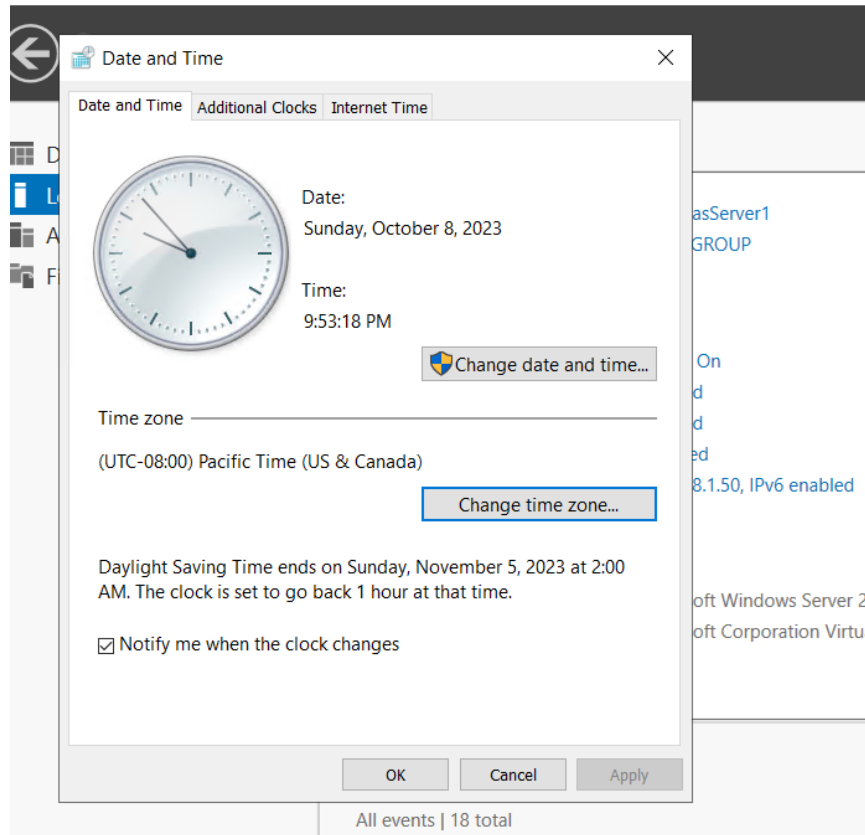 Date and Time
Date and Time Additional Clocks Internet Time
Date:
Sunday, October 8, 2023
Time:
9:53:18 PM
Change date and time...
Time zone
(UTC-08:00) Pacific Time (US & Canada)
Change time zone...
Daylight Saving Time ends on Sunday, November 5, 2023 at 2:00
AM. The clock is set to go back 1 hour at that time.
Notify me when the clock changes
OK Cancel Apply
D
L
A
Fi
asServer1
GROUP
On
d
d
ed
8.1.50, IPv6 enabled
oft Windows Server 2
oft Corporation Virtu
All events | 18 total